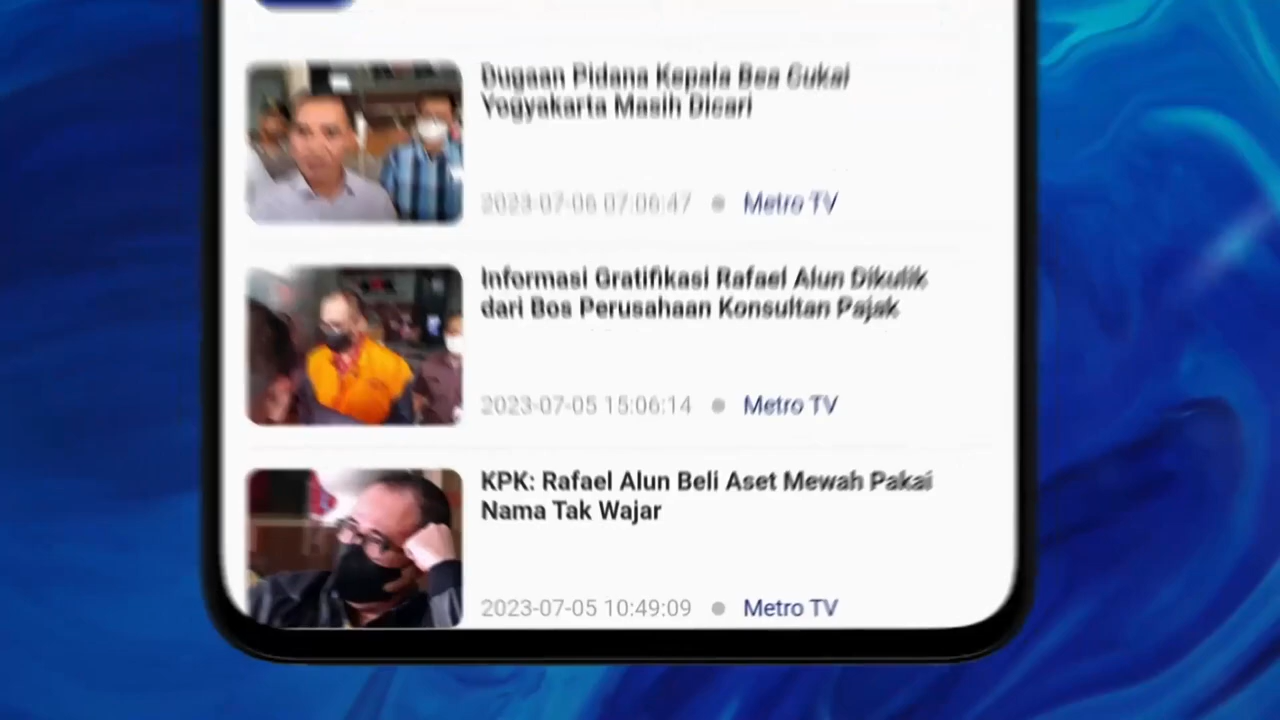 Dugaan Pidana Kepala Bea Cukai
Yogyakarta Masih Dicari
2023-07-06 07:06:47 Metro TV
Informasi Gratifikasi Rafael Alun Dikulik
dari Bos Perusahaan Konsultan Pajak
2023-07-05 15:06:14 Metro TV
KPK: Rafael Alun Beli Aset Mewah Pakai
Nama Tak Wajar
2023-07-05 10:49:09 Metro TV